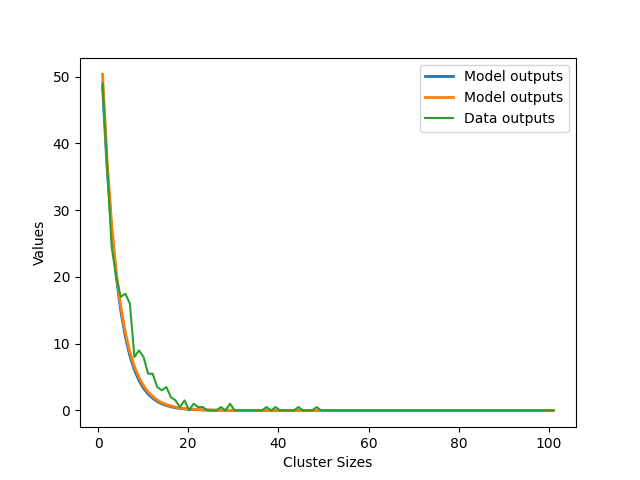 Model outputs
Model outputs
Data outputs
Values
50
40
30
20
10
0
0 20 40 60 80 100
Cluster Sizes